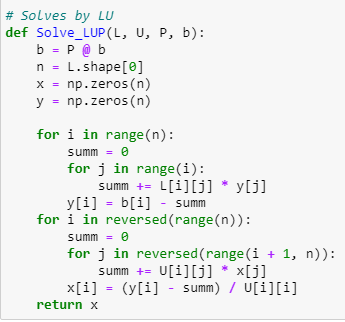 # Solves by LU
def Solve_LUP(L, U, P, b):
    b = P @ b
    n = L.shape[0]
    x = np.zeros(n)
    y = np.zeros(n)

    for i in range(n):
        summ = 0
        for j in range(i):
            summ += L[i][j] * y[j]
        y[i] = b[i] - summ
    for i in reversed(range(n)):
        summ = 0
        for j in reversed(range(i + 1, n)):
            summ += U[i][j] * x[j]
        x[i] = (y[i] - summ) / U[i][i]
    return x